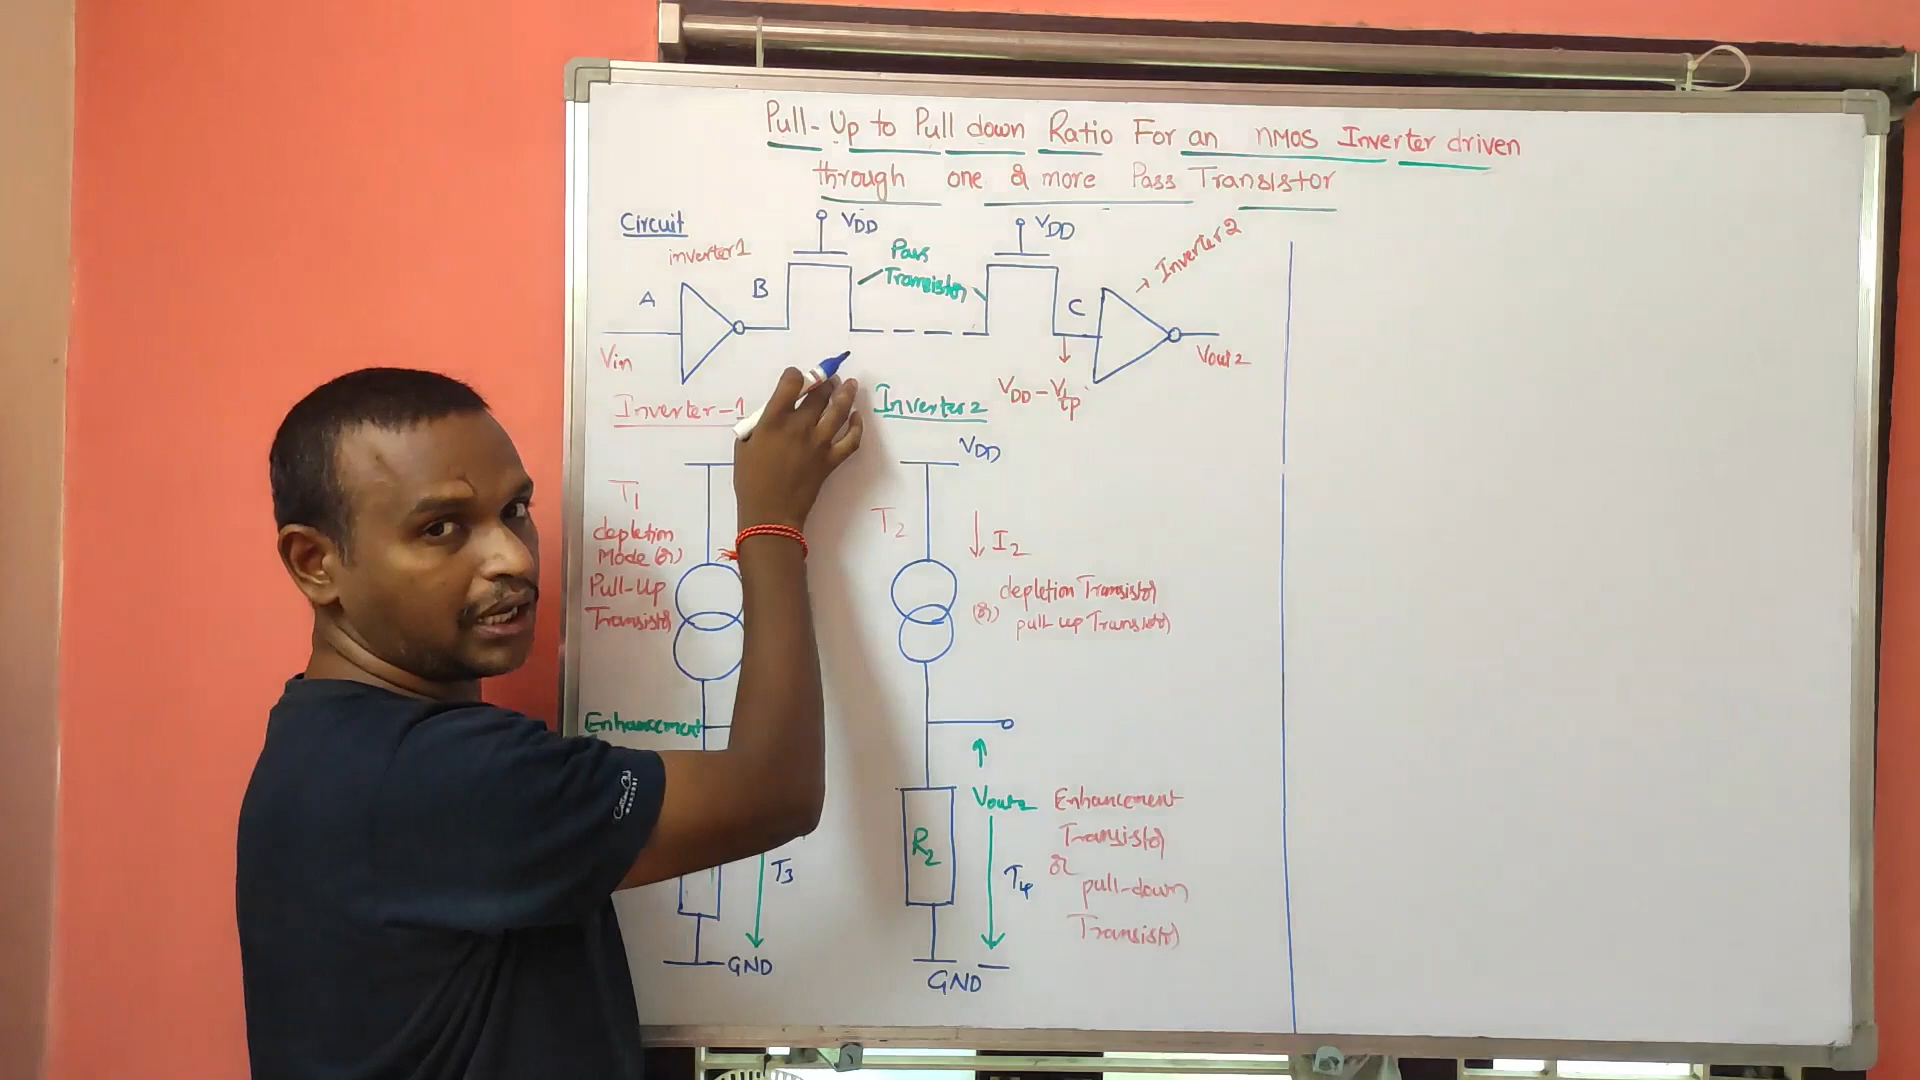 Pull-Up to Pull down Ratio For an nMOS Inverter driven
through one or more Pass Transistor
Circuit
inverter1
VDD
Pass
Transistor
VDD
→ Inverter2
A
B
C
Vin
Vout2
VDD - Vtp
Inverter-1
Inverter2
VDD
T1
depletion
Mode (or)
Pull-Up
Transistor
T2
↓ I2
depletion Transistor
(or) pull up Transistor
Enhancement
Vout2
R2
T3
T4
Enhancement
Transistor
or
pull-down
Transistor
GND
GND